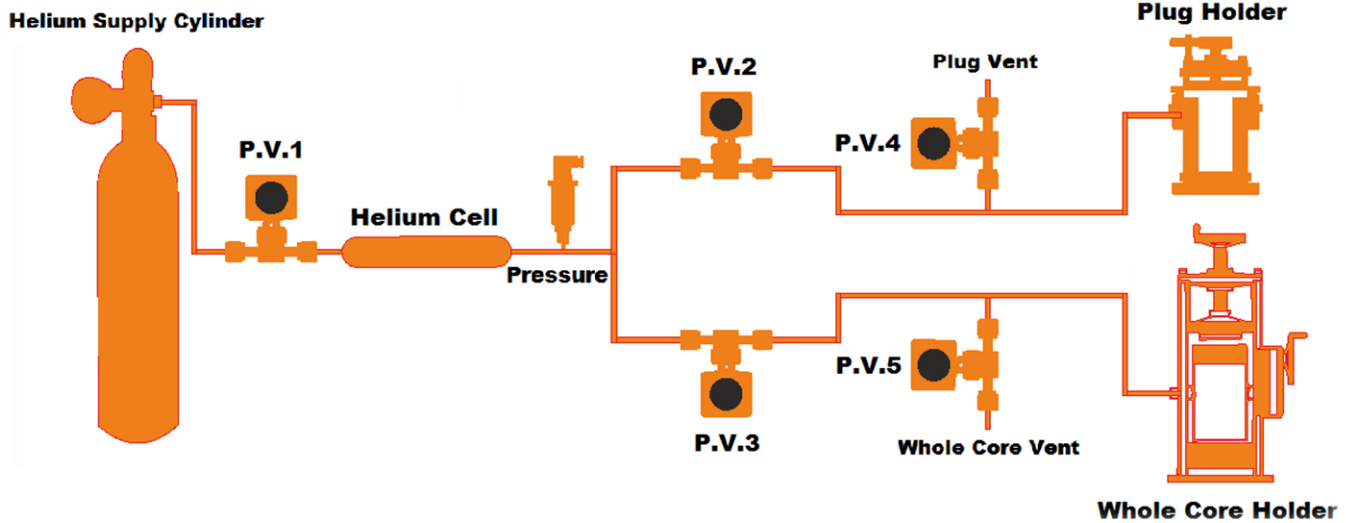 Helium Supply Cylinder
Plug Holder
P.V.2
Plug Vent
P.V.1
P.V.4
Helium Cell
Pressure
P.V.5
P.V.3
Whole Core Vent
Whole Core Holder